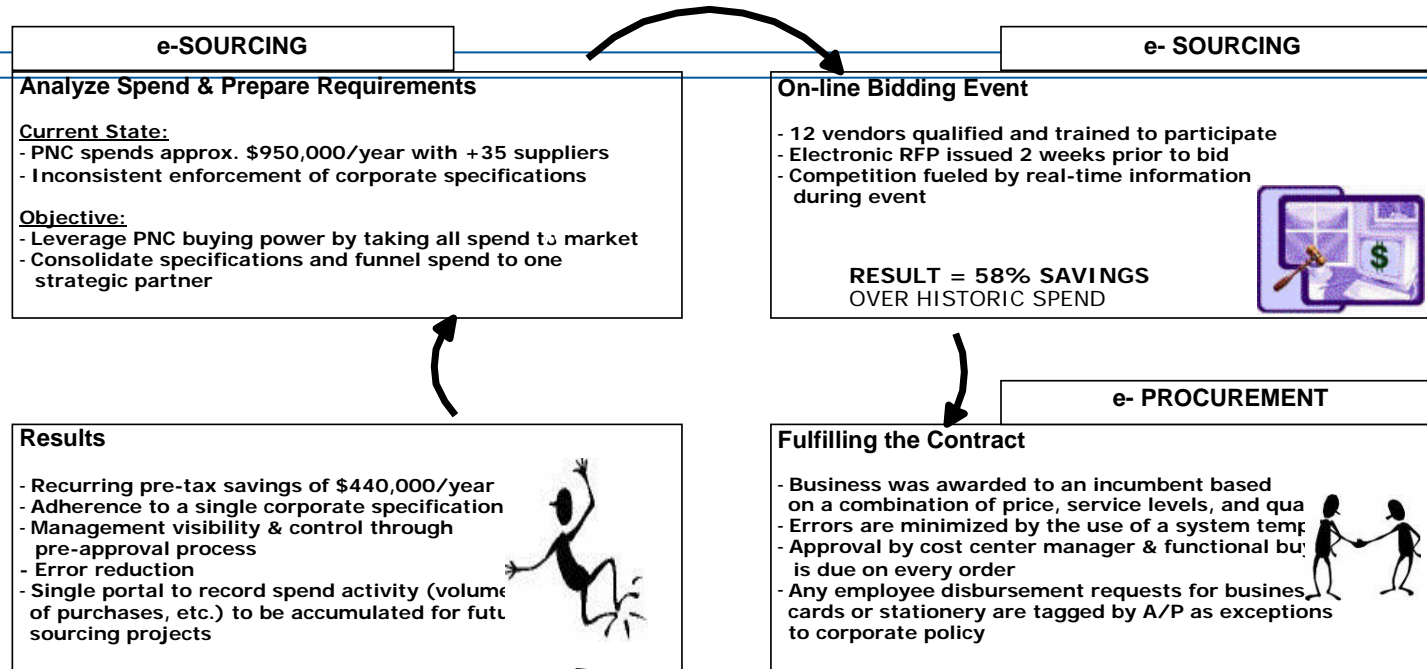 e-SOURCING
Analyze Spend & Prepare Requirements
Current State:
- PNC spends approx. $950,000/year with +35 suppliers
- Inconsistent enforcement of corporate specifications
Objective:
- Leverage PNC buying power by taking all spend to market
- Consolidate specifications and funnel spend to one
strategic partner
e- SOURCING
On-line Bidding Event
- 12 vendors qualified and trained to participate
- Electronic RFP issued 2 weeks prior to bid
- Competition fueled by real-time information
during event
RESULT = 58% SAVINGS
OVER HISTORIC SPEND
$
e- PROCUREMENT
Fulfilling the Contract
- Business was awarded to an incumbent based
on a combination of price, service levels, and qua
- Errors are minimized by the use of a system temp
- Approval by cost center manager & functional buy
is due on every order
- Any employee disbursement requests for busines
cards or stationery are tagged by A/P as exceptions
to corporate policy
Results
- Recurring pre-tax savings of $440,000/year
- Adherence to a single corporate specification
- Management visibility & control through
pre-approval process
- Error reduction
- Single portal to record spend activity (volume
of purchases, etc.) to be accumulated for futu
sourcing projects